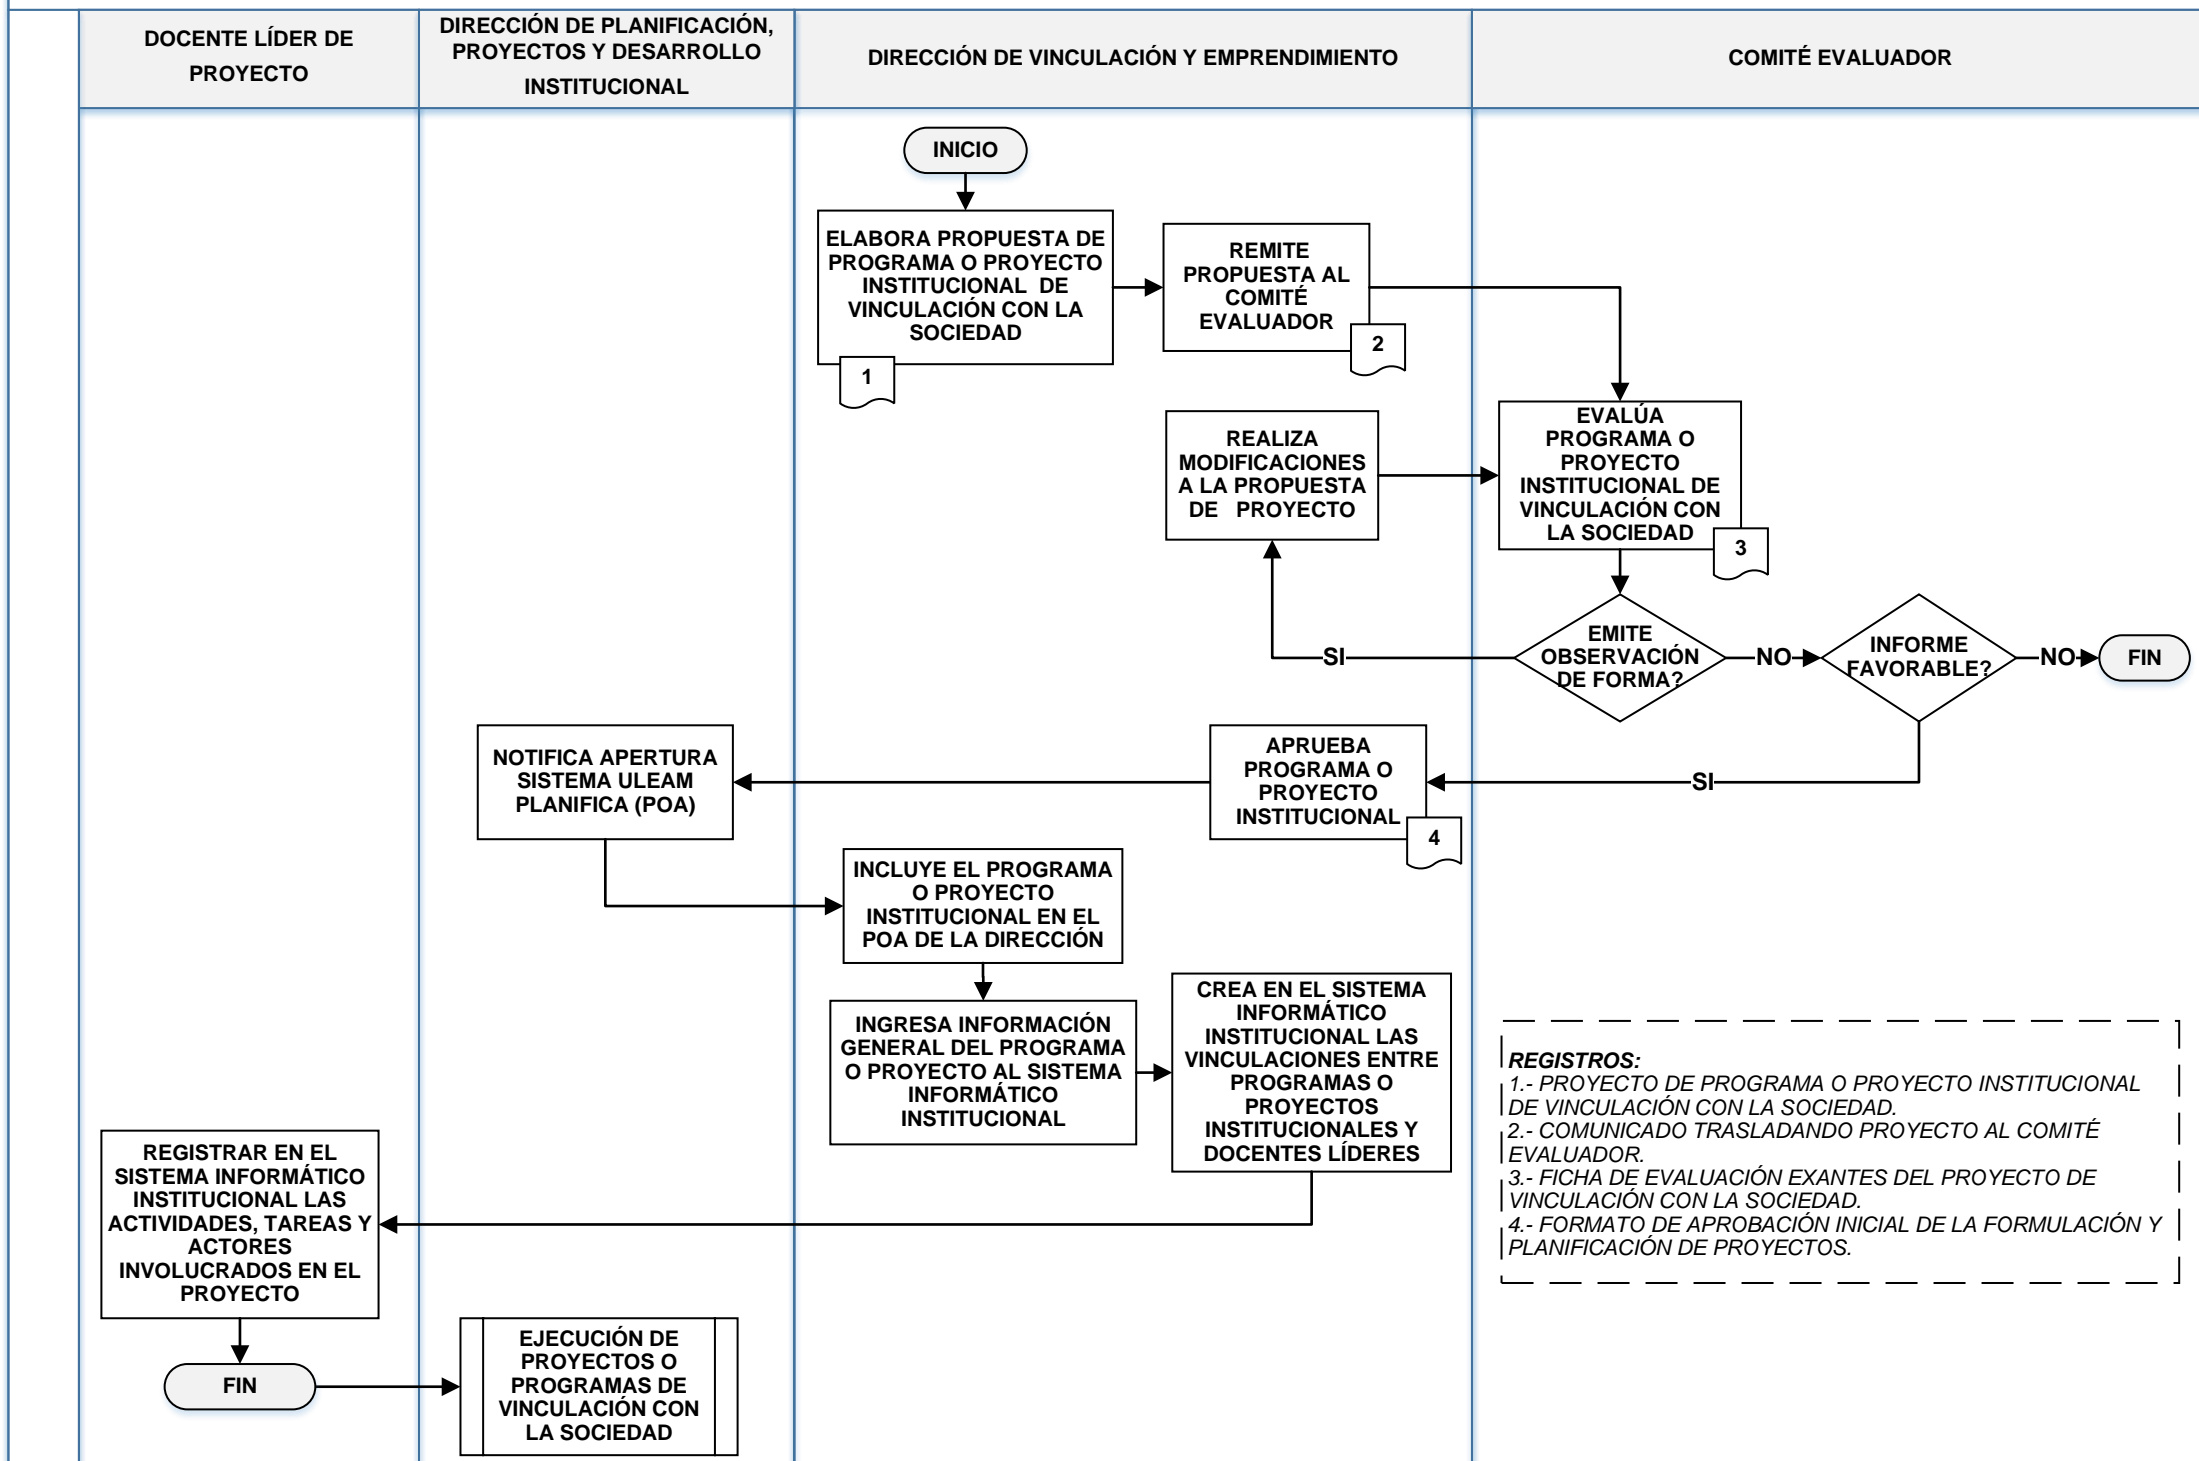 DOCENTE LÍDER DE
PROYECTO
DIRECCIÓN DE PLANIFICACIÓN,
PROYECTOS Y DESARROLLO
INSTITUCIONAL
DIRECCIÓN DE VINCULACIÓN Y EMPRENDIMIENTO
COMITÉ EVALUADOR
INICIO
ELABORA PROPUESTA DE
PROGRAMA O PROYECTO
INSTITUCIONAL DE
VINCULACIÓN CON LA
SOCIEDAD
1
REMITE
PROPUESTA AL
COMITÉ
EVALUADOR
2
REALIZA
MODIFICACIONES
A LA PROPUESTA
DE PROYECTO
EVALÚA
PROGRAMA O
PROYECTO
INSTITUCIONAL DE
VINCULACIÓN CON
LA SOCIEDAD
3
EMITE
OBSERVACIÓN
DE FORMA?
SI
NO
INFORME
FAVORABLE?
NO
FIN
SI
APRUEBA
PROGRAMA O
PROYECTO
INSTITUCIONAL
4
NOTIFICA APERTURA
SISTEMA ULEAM
PLANIFICA (POA)
INCLUYE EL PROGRAMA
O PROYECTO
INSTITUCIONAL EN EL
POA DE LA DIRECCIÓN
INGRESA INFORMACIÓN
GENERAL DEL PROGRAMA
O PROYECTO AL SISTEMA
INFORMÁTICO
INSTITUCIONAL
CREA EN EL SISTEMA
INFORMÁTICO
INSTITUCIONAL LAS
VINCULACIONES ENTRE
PROGRAMAS O
PROYECTOS
INSTITUCIONALES Y
DOCENTES LÍDERES
REGISTRAR EN EL
SISTEMA INFORMÁTICO
INSTITUCIONAL LAS
ACTIVIDADES, TAREAS Y
ACTORES
INVOLUCRADOS EN EL
PROYECTO
FIN
EJECUCIÓN DE
PROYECTOS O
PROGRAMAS DE
VINCULACIÓN CON
LA SOCIEDAD
REGISTROS:
1.- PROYECTO DE PROGRAMA O PROYECTO INSTITUCIONAL
DE VINCULACIÓN CON LA SOCIEDAD.
2.- COMUNICADO TRASLADANDO PROYECTO AL COMITÉ
EVALUADOR.
3.- FICHA DE EVALUACIÓN EXANTES DEL PROYECTO DE
VINCULACIÓN CON LA SOCIEDAD.
4.- FORMATO DE APROBACIÓN INICIAL DE LA FORMULACIÓN Y
PLANIFICACIÓN DE PROYECTOS.